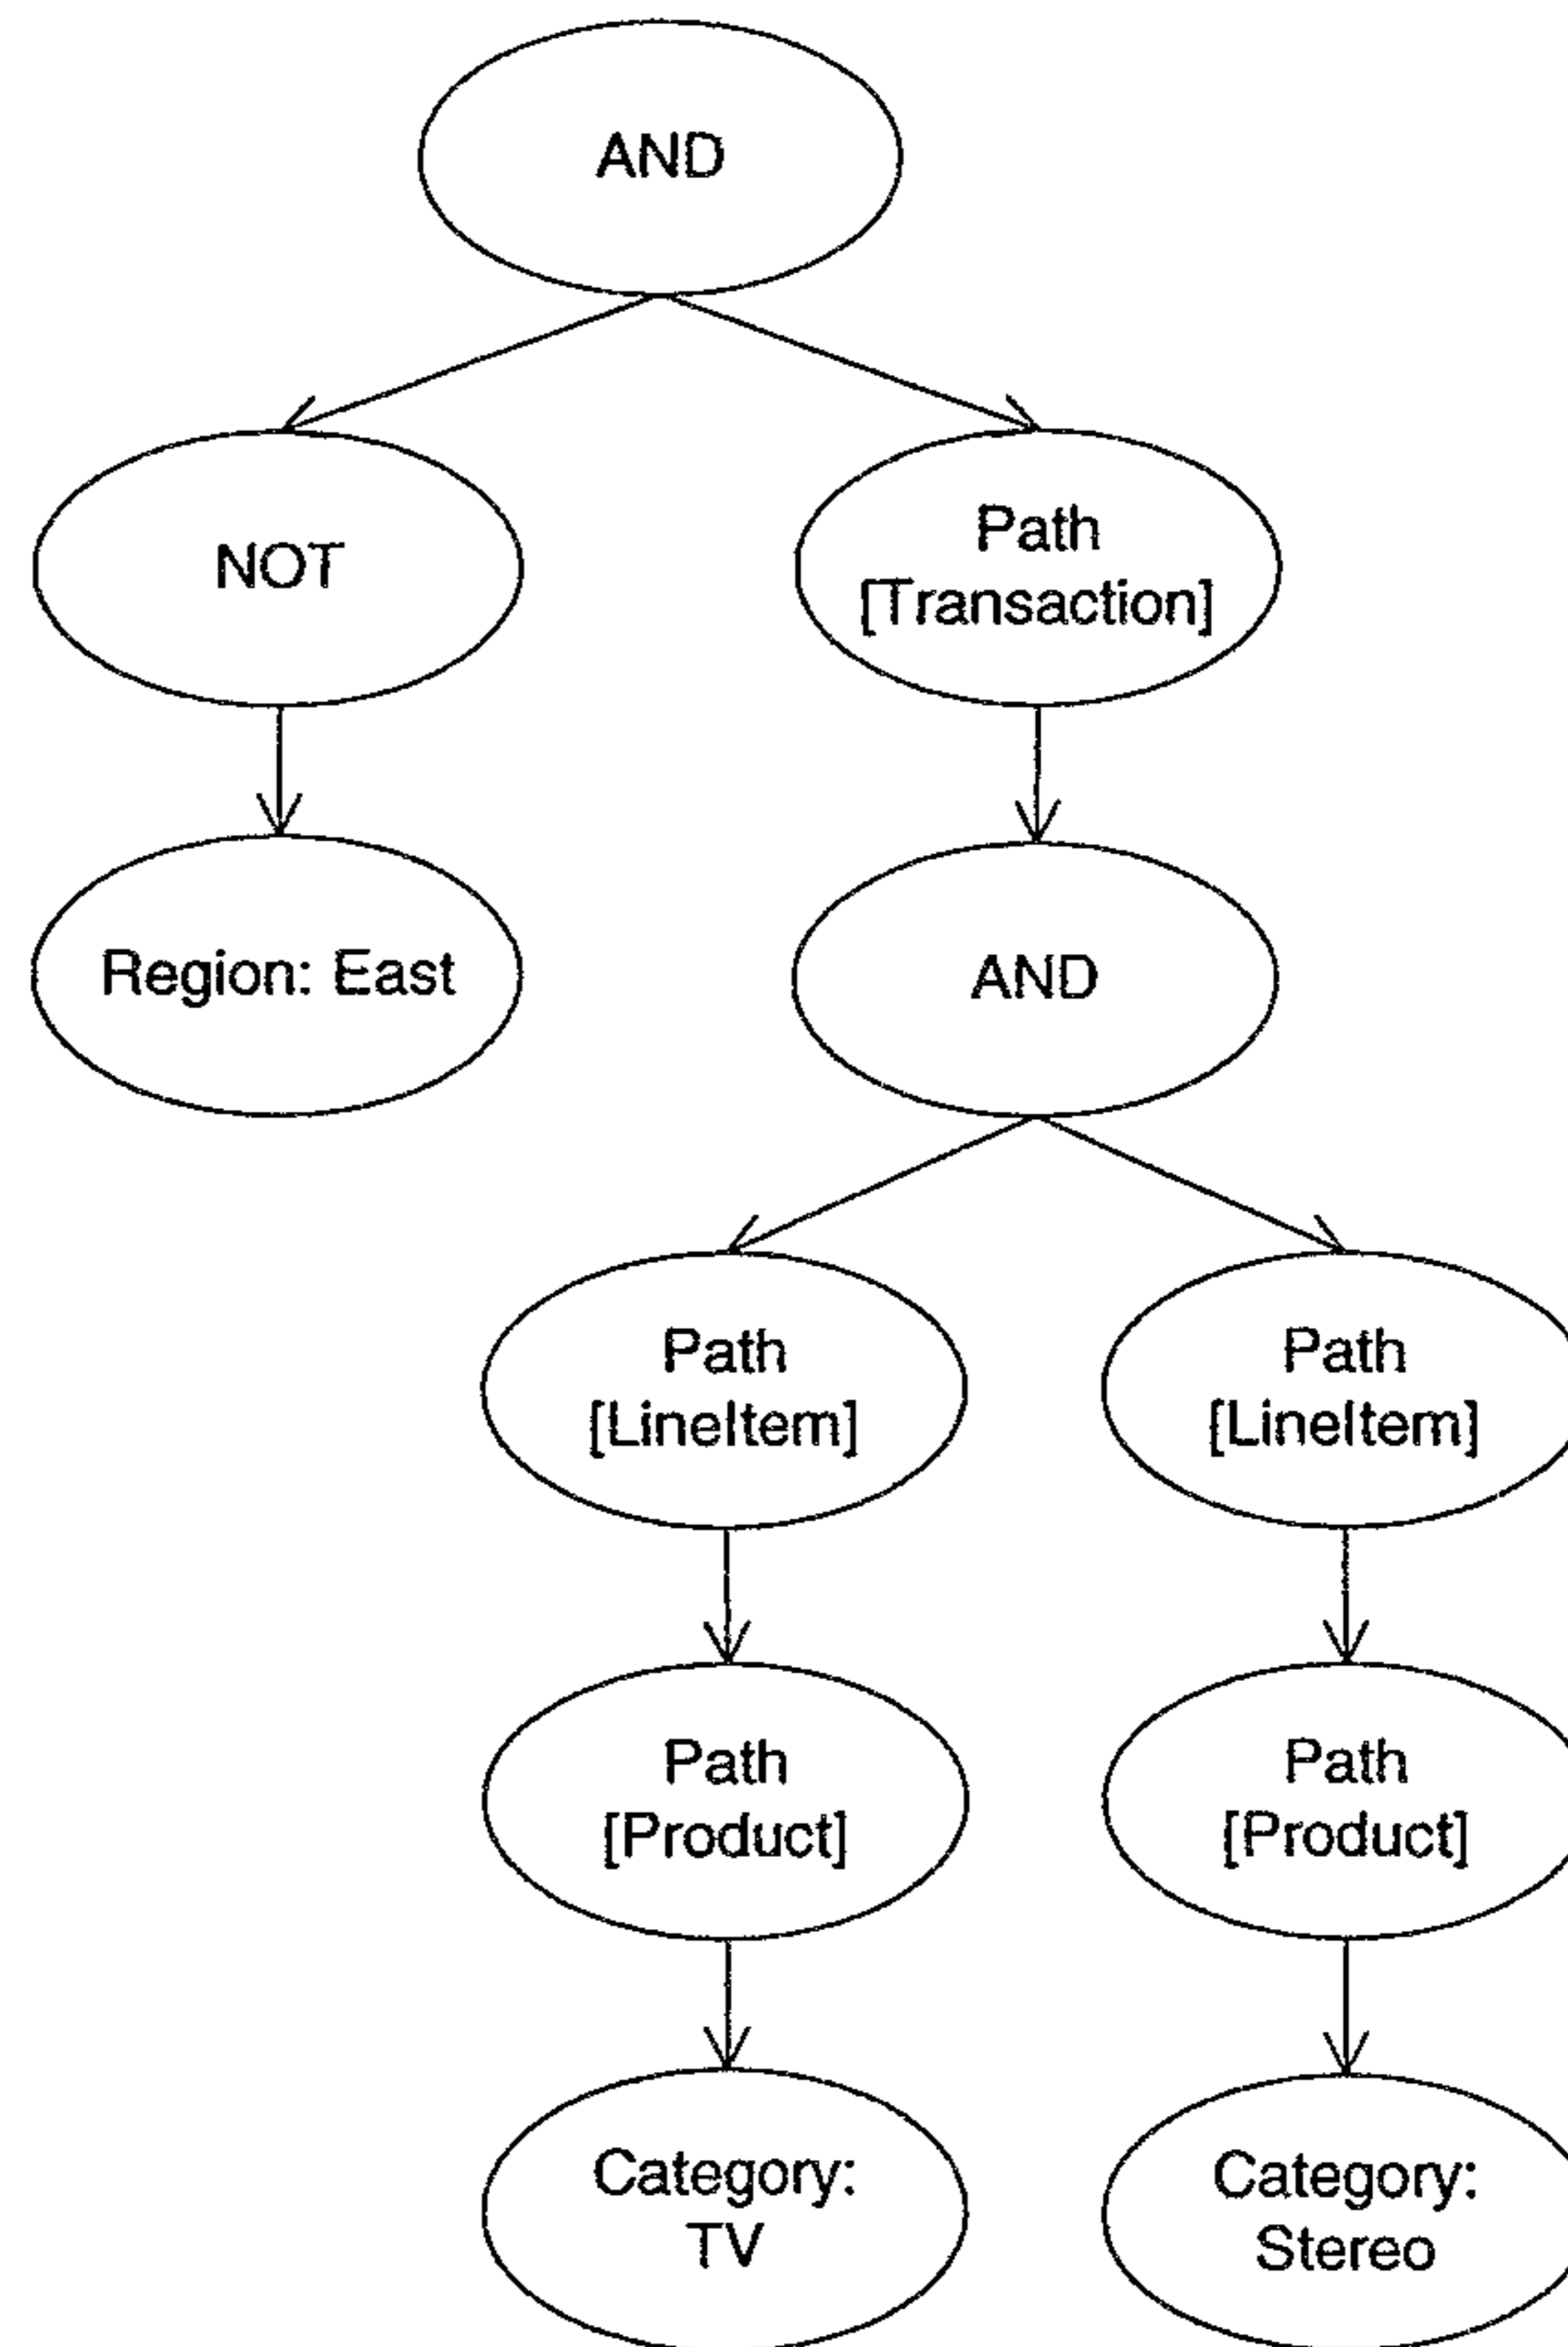 AND
NOT
Path
[Transaction]
Region: East
AND
Path
[LineItem]
Path
[LineItem]
Path
[Product]
Path
[Product]
Category:
TV
Category:
Stereo